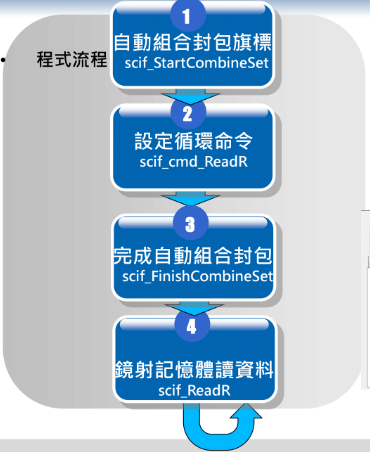 1
自動組合封包旗標
scif_StartCombineSet
• 程式流程
2
設定循環命令
scif_cmd_ReadR
3
完成自動組合封包
scif_FinishCombineSet
4
鏡射記憶體讀資料
scif_ReadR